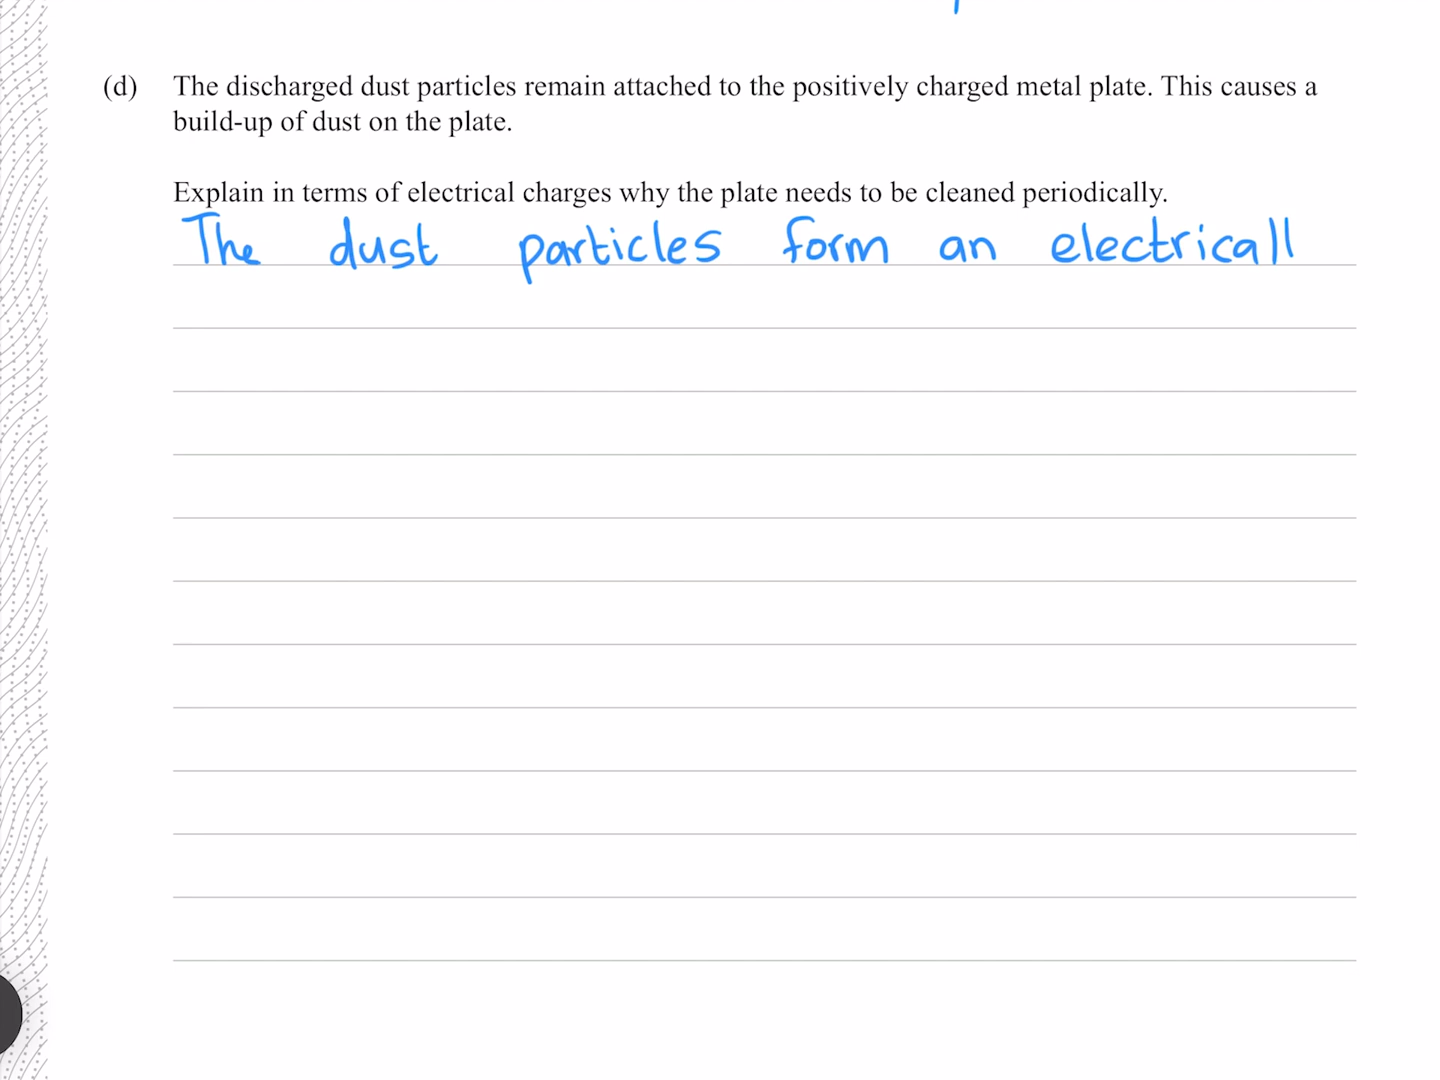 (d) The discharged dust particles remain attached to the positively charged metal plate. This causes a
build-up of dust on the plate.
Explain in terms of electrical charges why the plate needs to be cleaned periodically.
The dust particles form an electricall